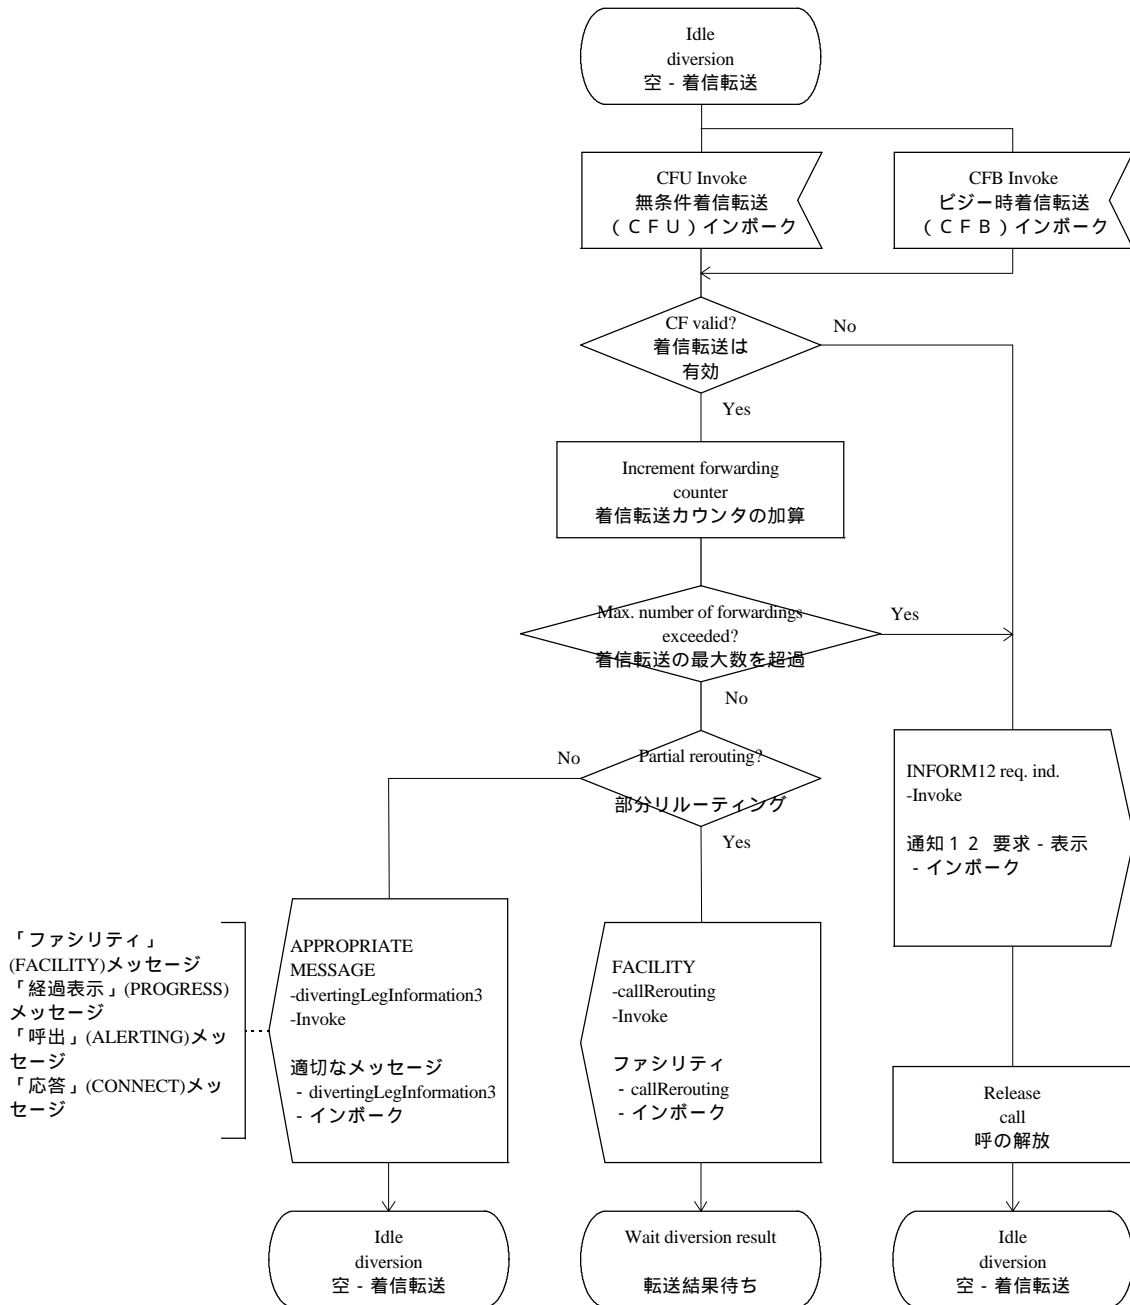 Idle
diversion
空 - 着信転送
CFU Invoke
無条件着信転送
(ＣＦＵ)インボーク
CFB Invoke
ビジー時着信転送
(ＣＦＢ)インボーク
CF valid?
着信転送は
有効
No
Yes
Increment forwarding
counter
着信転送カウンタの加算
Max. number of forwardings
exceeded?
着信転送の最大数を超過
Yes
No
Partial rerouting?
部分リルーティング
No
Yes
INFORM12 req. ind.
-Invoke
通知１２ 要求 - 表示
- インボーク
「ファシリティ」
(FACILITY)メッセージ
「経過表示」(PROGRESS)
メッセージ
「呼出」(ALERTING)メッ
セージ
「応答」(CONNECT)メッ
セージ
APPROPRIATE
MESSAGE
-divertingLegInformation3
-Invoke
適切なメッセージ
- divertingLegInformation3
- インボーク
FACILITY
-callRerouting
-Invoke
ファシリティ
- callRerouting
- インボーク
Release
call
呼の解放
Idle
diversion
空 - 着信転送
Wait diversion result
転送結果待ち
Idle
diversion
空 - 着信転送